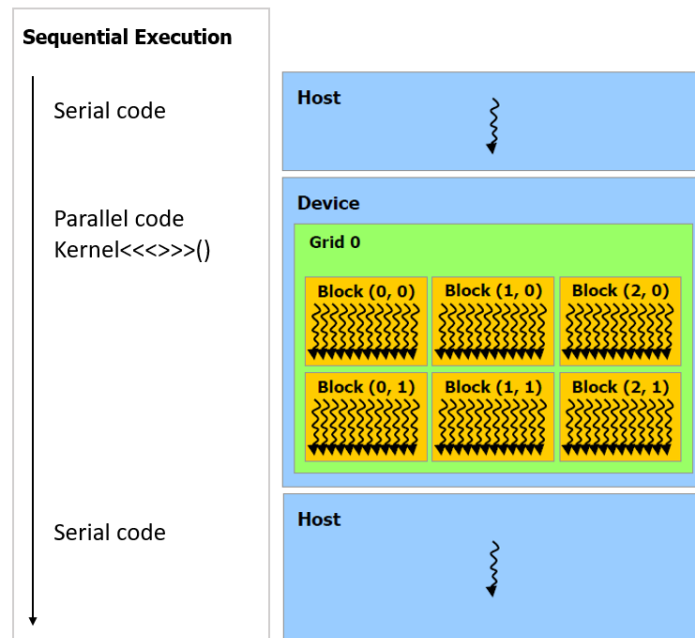 Sequential Execution
Serial code
Parallel code
Kernel<<<>>>()
Serial code
Host
Device
Grid 0
Block (0, 0)
Block (1, 0)
Block (2, 0)
Block (0, 1)
Block (1, 1)
Block (2, 1)
Host